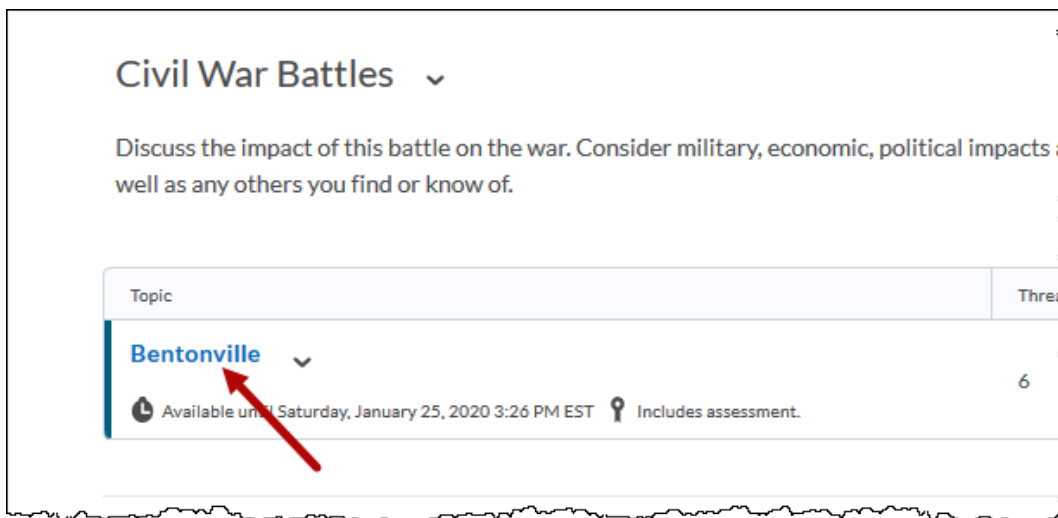 Civil War Battles
Discuss the impact of this battle on the war. Consider military, economic, political impacts
well as any others you find or know of.
Topic
Bentonville
6
Available until Saturday, January 25, 2020 3:26 PM EST
Includes assessment.